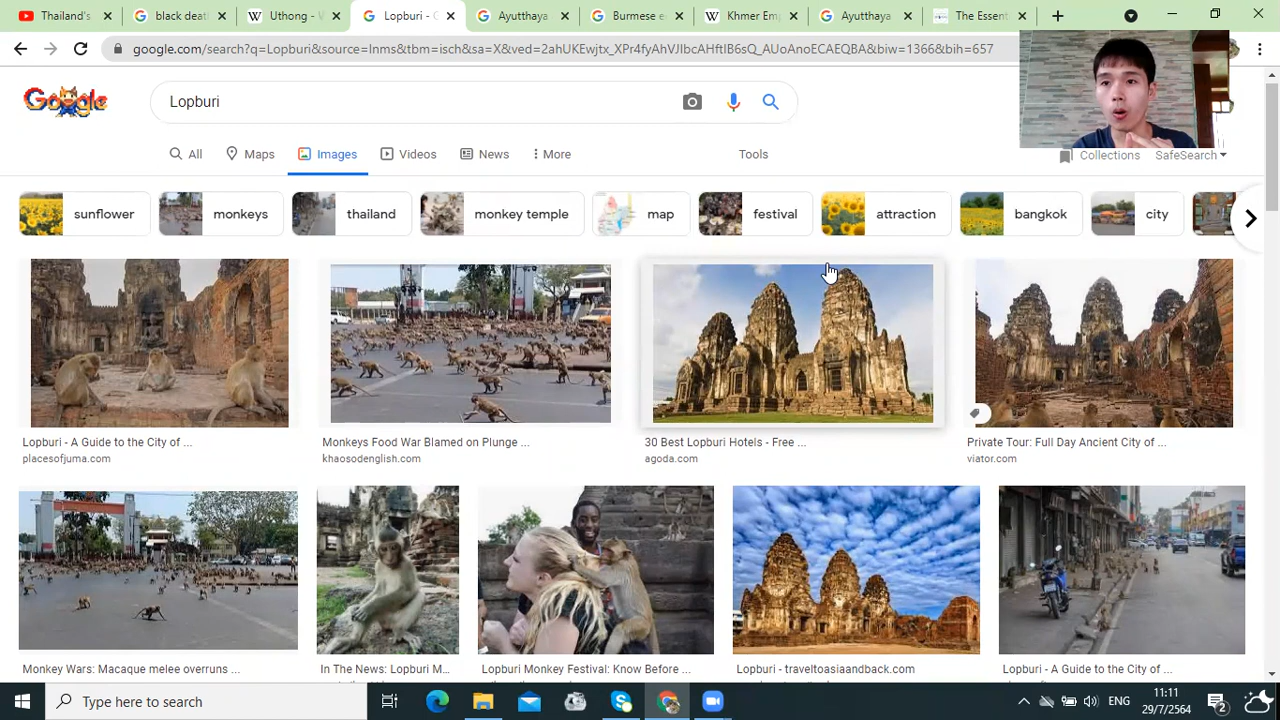 Thailand's
black death
Uthong - W
Lopburi - G
Ayutthaya
Burmese e
Khmer Emp
Ayutthaya
The Essent
google.com/search?q=Lopburi&source=lnms&tbm=isch&sa=X&ved=2ahUKEwjtx_XPr4fyAhVJIbcAHftIB6sQ_AUoAnoECAEQBA&biw=1366&bih=657
Google
Lopburi
All
Maps
Images
Videos
News
More
Tools
Collections
SafeSearch
sunflower
monkeys
thailand
monkey temple
map
festival
attraction
bangkok
city
Lopburi - A Guide to the City of ...
placesofjuma.com
Monkeys Food War Blamed on Plunge ...
khaosodenglish.com
30 Best Lopburi Hotels - Free ...
agoda.com
Private Tour: Full Day Ancient City of ...
viator.com
Monkey Wars: Macaque melee overruns ...
In The News: Lopburi M...
Lopburi Monkey Festival: Know Before ...
Lopburi - traveltoasiaandback.com
Lopburi - A Guide to the City of ...
Type here to search
ENG
11:11
29/7/2564
2